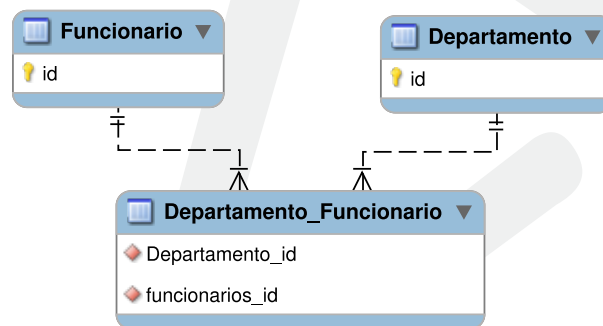 Funcionario
id
Departamento
id
Departamento_Funcionario
Departamento_id
funcionarios_id